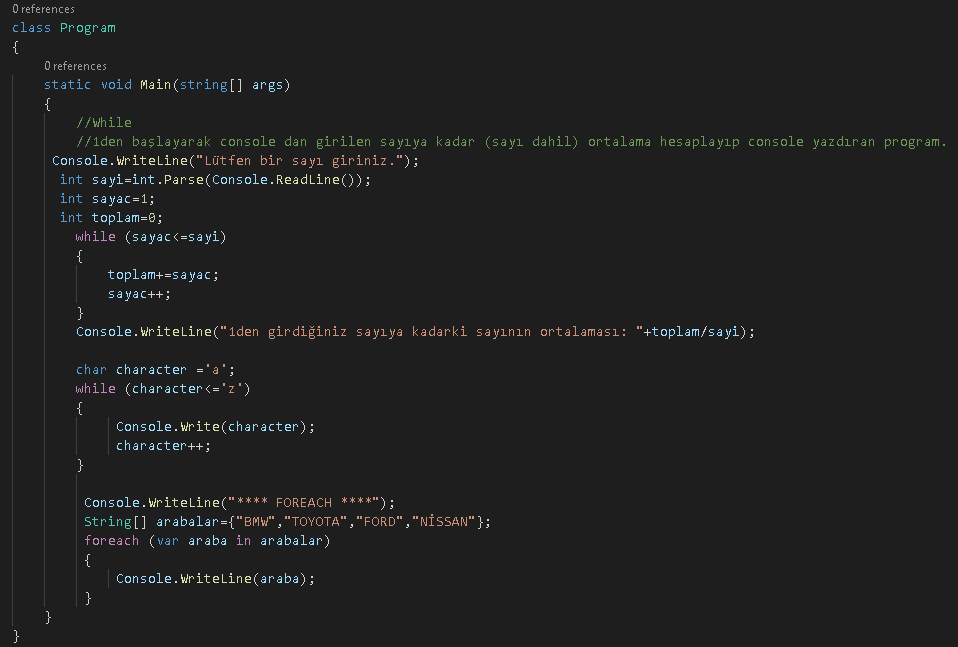 0 references
class Program
{
0 references
static void Main(string[] args)
{
//While
//1den başlayarak console dan girilen sayıya kadar (sayı dahil) ortalama hesaplayıp console yazdıran program.
Console.WriteLine("Lütfen bir sayı giriniz.");
int sayi=int.Parse(Console.ReadLine());
int sayac=1;
int toplam=0;
while (sayac<=sayi)
{
toplam+=sayac;
sayac++;
}
Console.WriteLine("1den girdiğiniz sayıya kadarki sayının ortalaması: "+toplam/sayi);
char character ='a';
while (character<='z')
{
Console.Write(character);
character++;
}
Console.WriteLine("**** FOREACH ****");
String[] arabalar={"BMW","TOYOTA","FORD","NİSSAN"};
foreach (var araba in arabalar)
{
Console.WriteLine(araba);
}
}
}